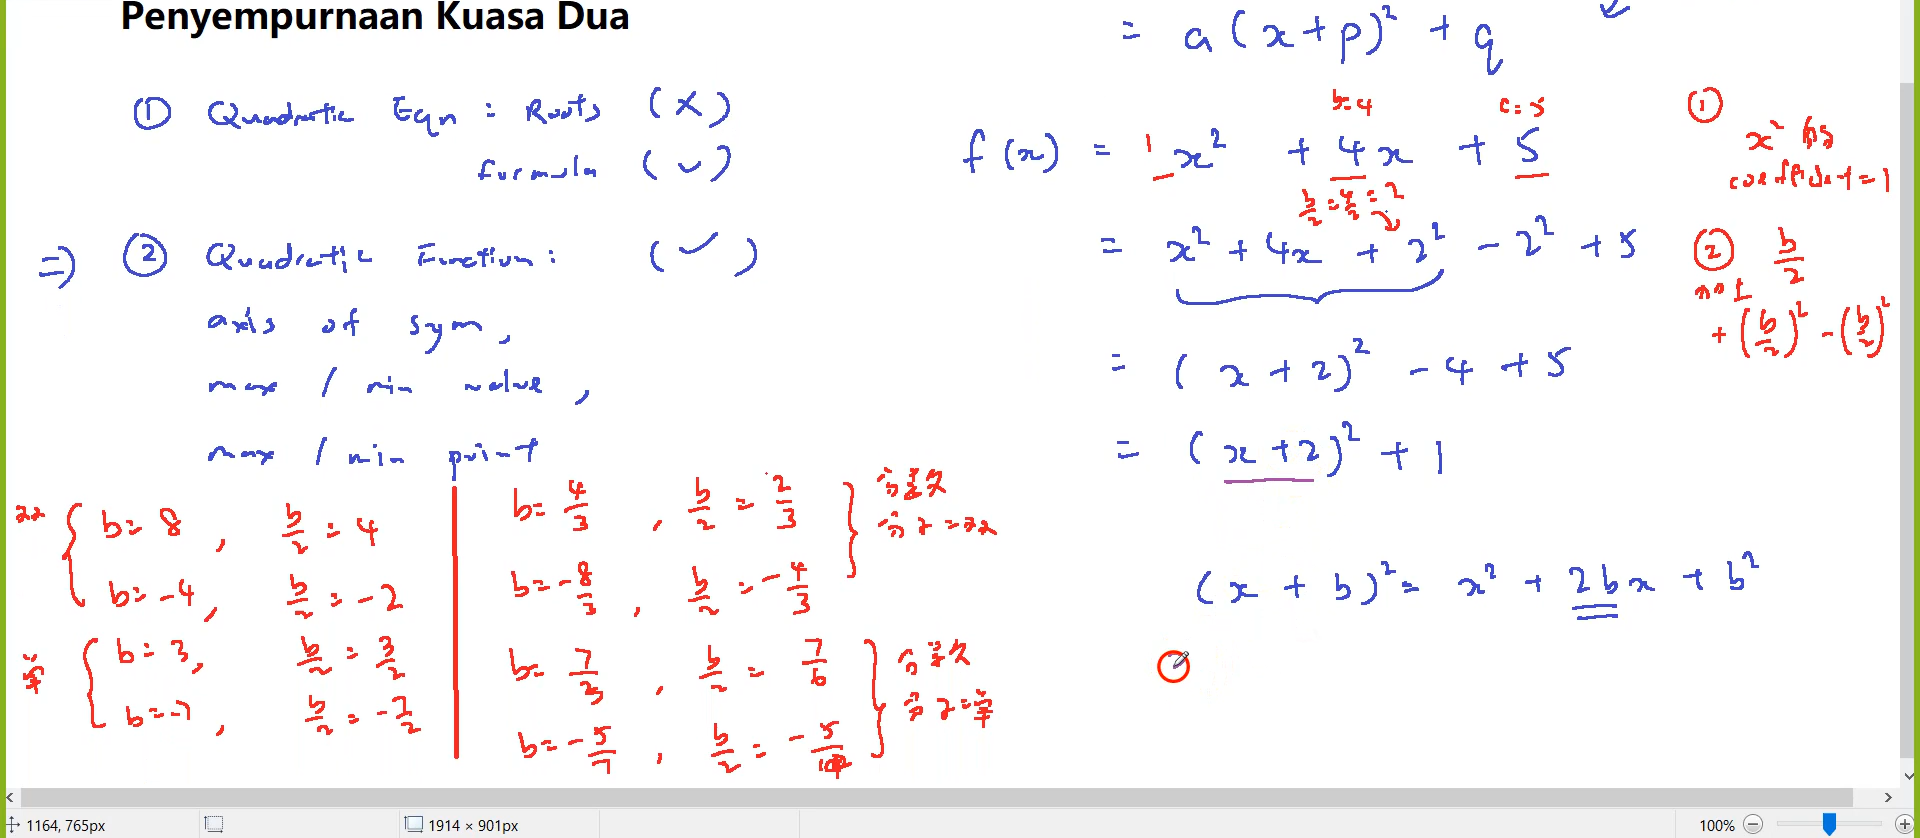 Penyempurnaan Kuasa Dua
① Quadratic Eqn : Roots (×)
formula (✓)
=> ② Quadratic Function : (✓)
axis of sym,
max / min value,
max / min point
b = 8 , b/2 = 4
b = -4 , b/2 = -2
b = 3, b/2 = 3/2
b = -7 , b/2 = -7/2
b = 4/3 , b/2 = 2/3
b = -8/3 , b/2 = -4/3
b = 7/3 , b/2 = 7/6
b = -5/7 , b/2 = -5/14
= a(x+p)² + q
b=4 c=5
f(x) = 1x² + 4x + 5
b/2 = 4/2 = 2
= x² + 4x + 2² - 2² + 5
= (x+2)² - 4 + 5
= (x+2)² + 1
(x + b)² = x² + 2bx + b²
①
x² has
coefficient = 1
② b/2
+ (b/2)² - (b/2)²
1164, 765px
1914 × 901px
100%